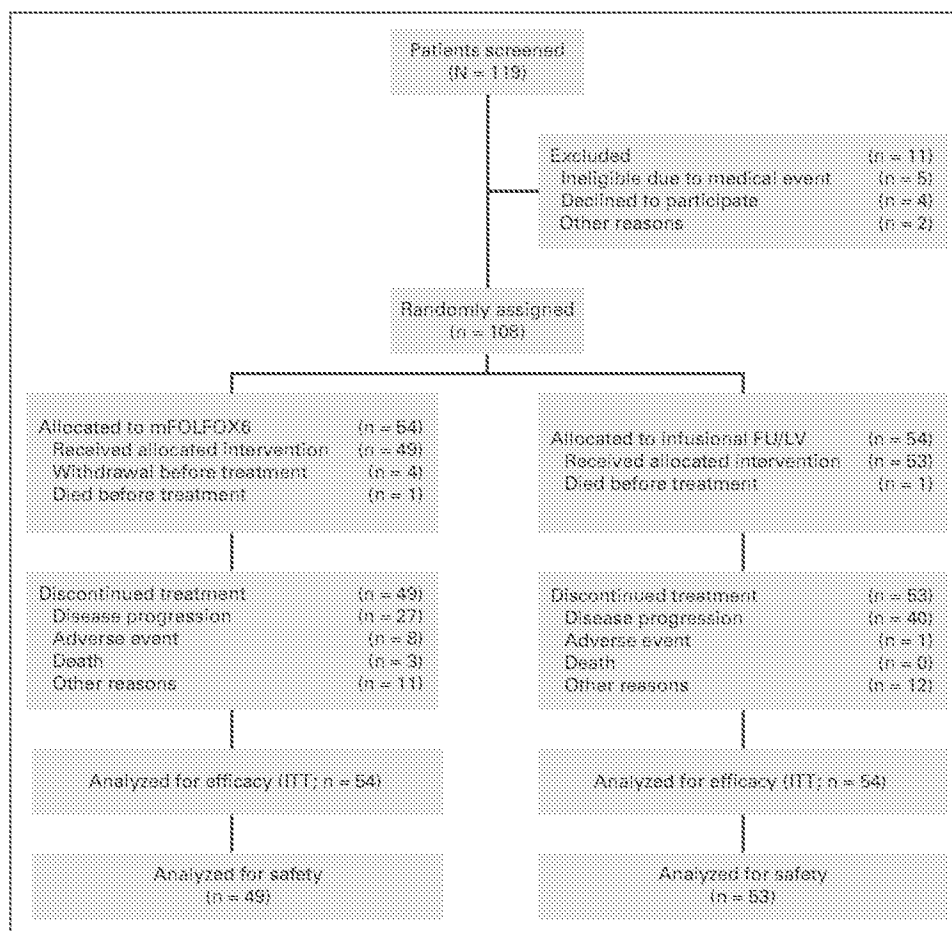 Patients screened
(N = 119)
Excluded (n = 11)
Ineligible due to medical event (n = 5)
Declined to participate (n = 4)
Other reasons (n = 2)
Randomly assigned
(n = 108)
Allocated to mFOLFOX6 (n = 54)
Received allocated intervention (n = 49)
Withdrawal before treatment (n = 4)
Died before treatment (n = 1)
Allocated to infusional FU/LV (n = 54)
Received allocated intervention (n = 53)
Died before treatment (n = 1)
Discontinued treatment (n = 49)
Disease progression (n = 27)
Adverse event (n = 8)
Death (n = 3)
Other reasons (n = 11)
Discontinued treatment (n = 53)
Disease progression (n = 40)
Adverse event (n = 1)
Death (n = 0)
Other reasons (n = 12)
Analyzed for efficacy (ITT; n = 54)
Analyzed for efficacy (ITT; n = 54)
Analyzed for safety
(n = 49)
Analyzed for safety
(n = 53)